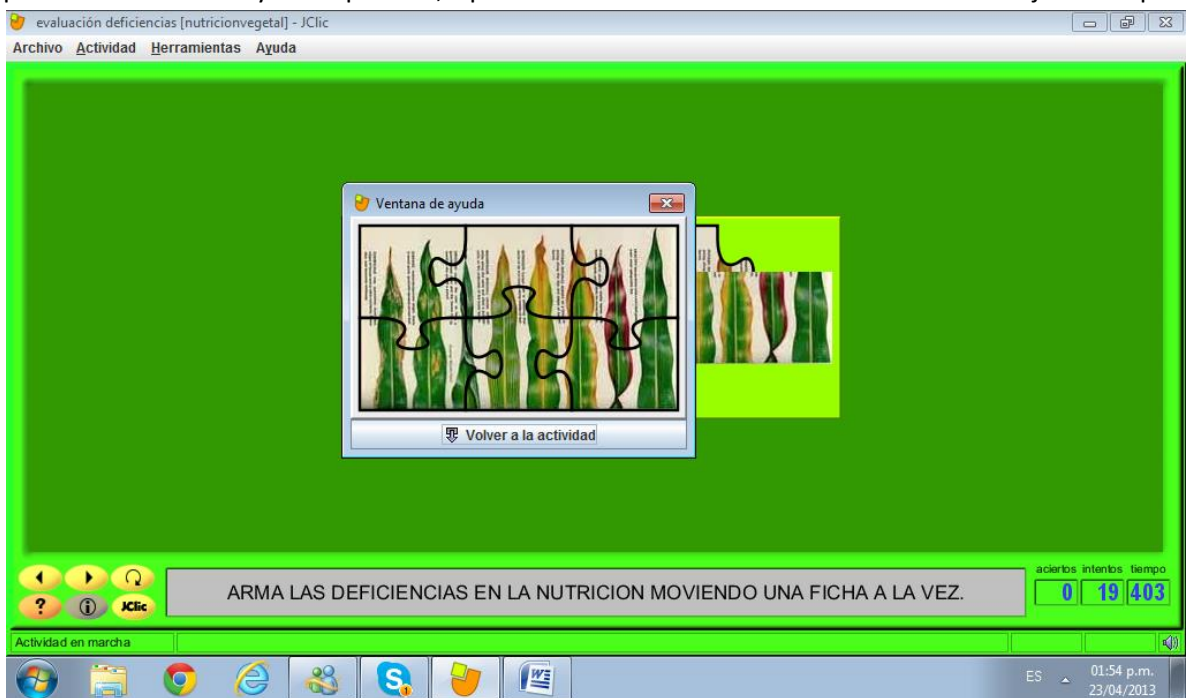 evaluación deficiencias [nutricionvegetal] - JClic
Archivo Actividad Herramientas Ayuda
Ventana de ayuda
Volver a la actividad
ARMA LAS DEFICIENCIAS EN LA NUTRICION MOVIENDO UNA FICHA A LA VEZ.
aciertos intentos tiempo
0 19 403
? i JClic
Actividad en marcha
ES 01:54 p.m.
23/04/2013